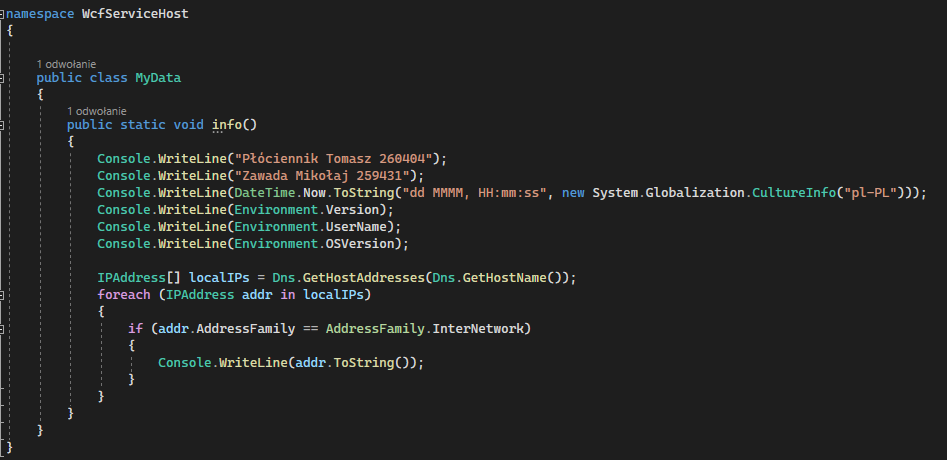 namespace WcfServiceHost
{
1 odwołanie
public class MyData
{
1 odwołanie
public static void info()
{
Console.WriteLine("Płóciennik Tomasz 260404");
Console.WriteLine("Zawada Mikołaj 259431");
Console.WriteLine(DateTime.Now.ToString("dd MMMM, HH:mm:ss", new System.Globalization.CultureInfo("pl-PL")));
Console.WriteLine(Environment.Version);
Console.WriteLine(Environment.UserName);
Console.WriteLine(Environment.OSVersion);
IPAddress[] localIPs = Dns.GetHostAddresses(Dns.GetHostName());
foreach (IPAddress addr in localIPs)
{
if (addr.AddressFamily == AddressFamily.InterNetwork)
{
Console.WriteLine(addr.ToString());
}
}
}
}
}